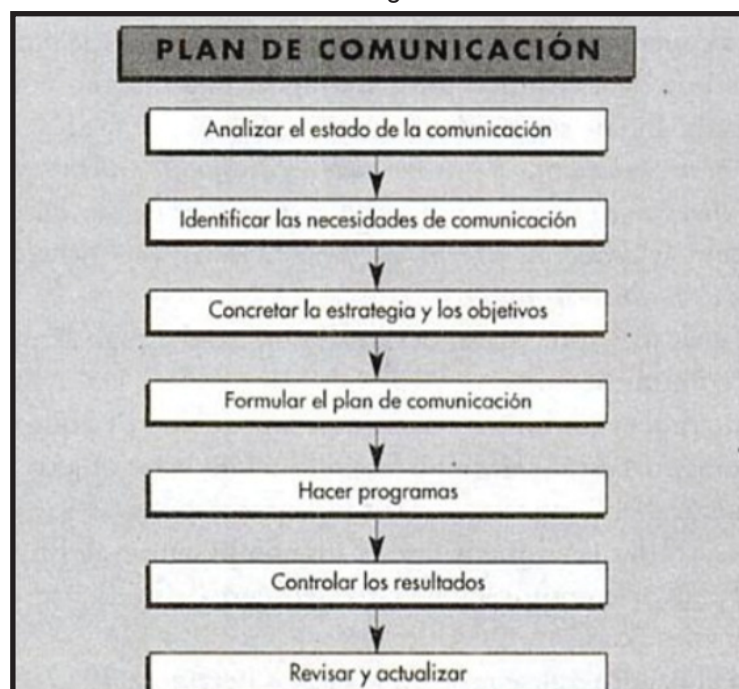 PLAN DE COMUNICACIÓN
Analizar el estado de la comunicación
Identificar las necesidades de comunicación
Concretar la estrategia y los objetivos
Formular el plan de comunicación
Hacer programas
Controlar los resultados
Revisar y actualizar